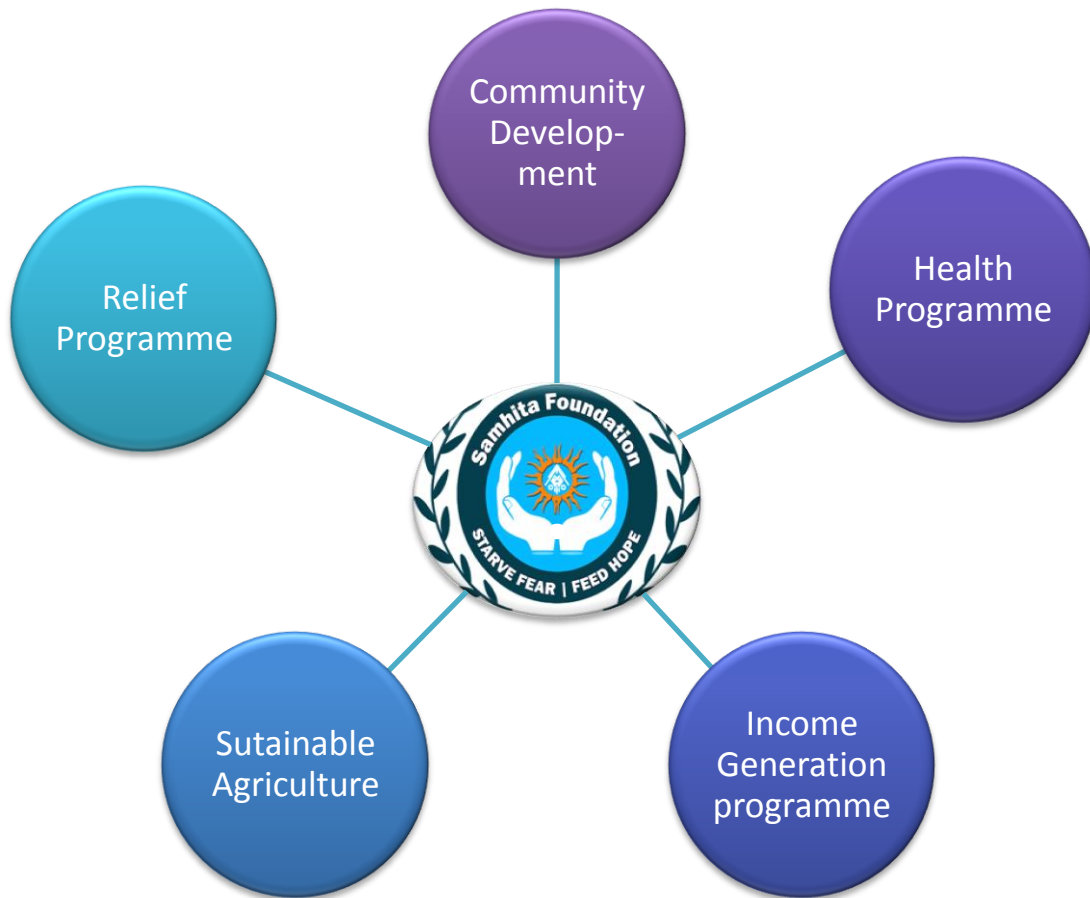 Community
Develop-
ment
Health
Programme
Relief
Programme
Samhita Foundation
STARVE FEAR | FEED HOPE
Sutainable
Agriculture
Income
Generation
programme